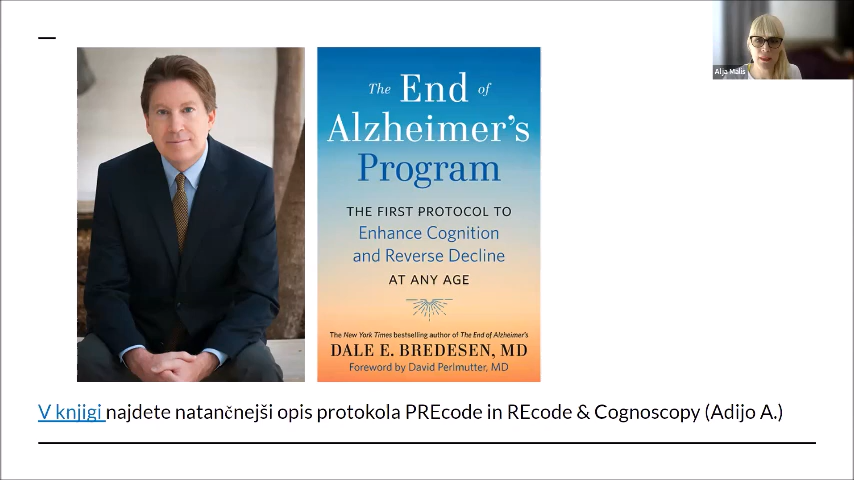 The End of
Alzheimer's
Program
THE FIRST PROTOCOL TO
Enhance Cognition
and Reverse Decline
AT ANY AGE
The New York Times bestselling author of The End of Alzheimer's
DALE E. BREDESEN, MD
Foreword by David Perlmutter, MD
Alja Malis
V knjigi najdete natančnejši opis protokola PREcode in REcode & Cognoscopy (Adijo A.)